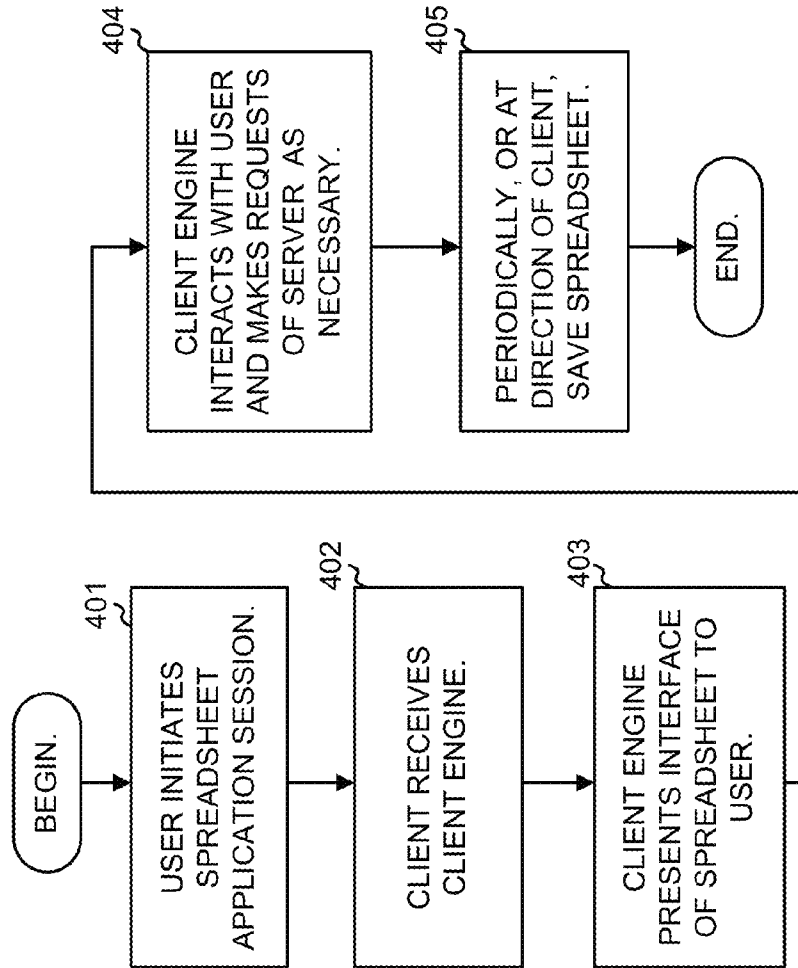 BEGIN.
401
USER INITIATES
SPREADSHEET
APPLICATION SESSION.
402
CLIENT RECEIVES
CLIENT ENGINE.
403
CLIENT ENGINE
PRESENTS INTERFACE
OF SPREADSHEET TO
USER.
404
CLIENT ENGINE
INTERACTS WITH USER
AND MAKES REQUESTS
OF SERVER AS
NECESSARY.
405
PERIODICALLY, OR AT
DIRECTION OF CLIENT,
SAVE SPREADSHEET.
END.